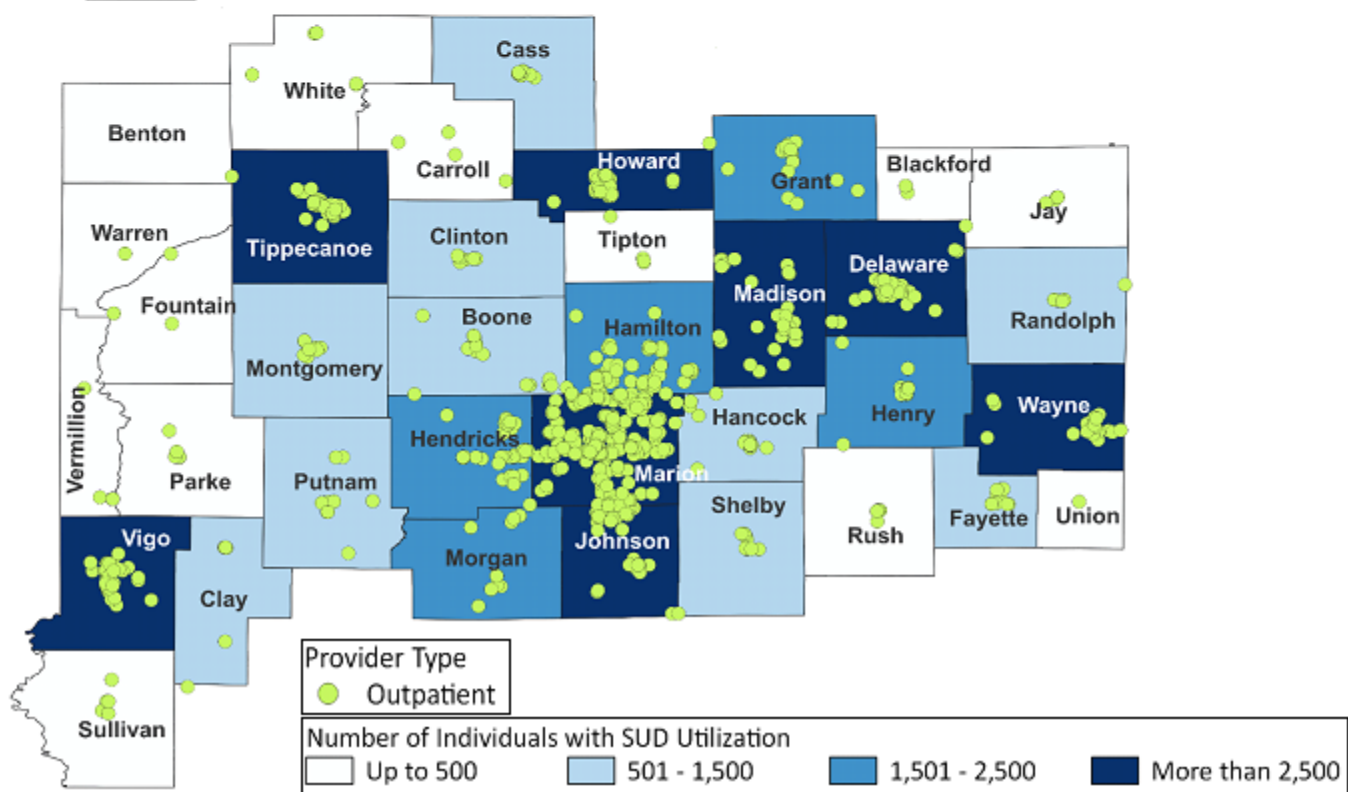 Cass
White
Benton
Howard
Blackford
Carroll
Grant
Jay
Warren
Clinton
Tipton
Tippecanoe
Delaware
Madison
Fountain
Boone
Hamilton
Randolph
Montgomery
Wayne
Hancock
Henry
Hendricks
Vermillion
Parke
Putnam
Marion
Shelby
Fayette
Union
Rush
Vigo
Johnson
Morgan
Clay
Sullivan
Provider Type
Outpatient
Number of Individuals with SUD Utilization
Up to 500 501 - 1,500 1,501 - 2,500 More than 2,500